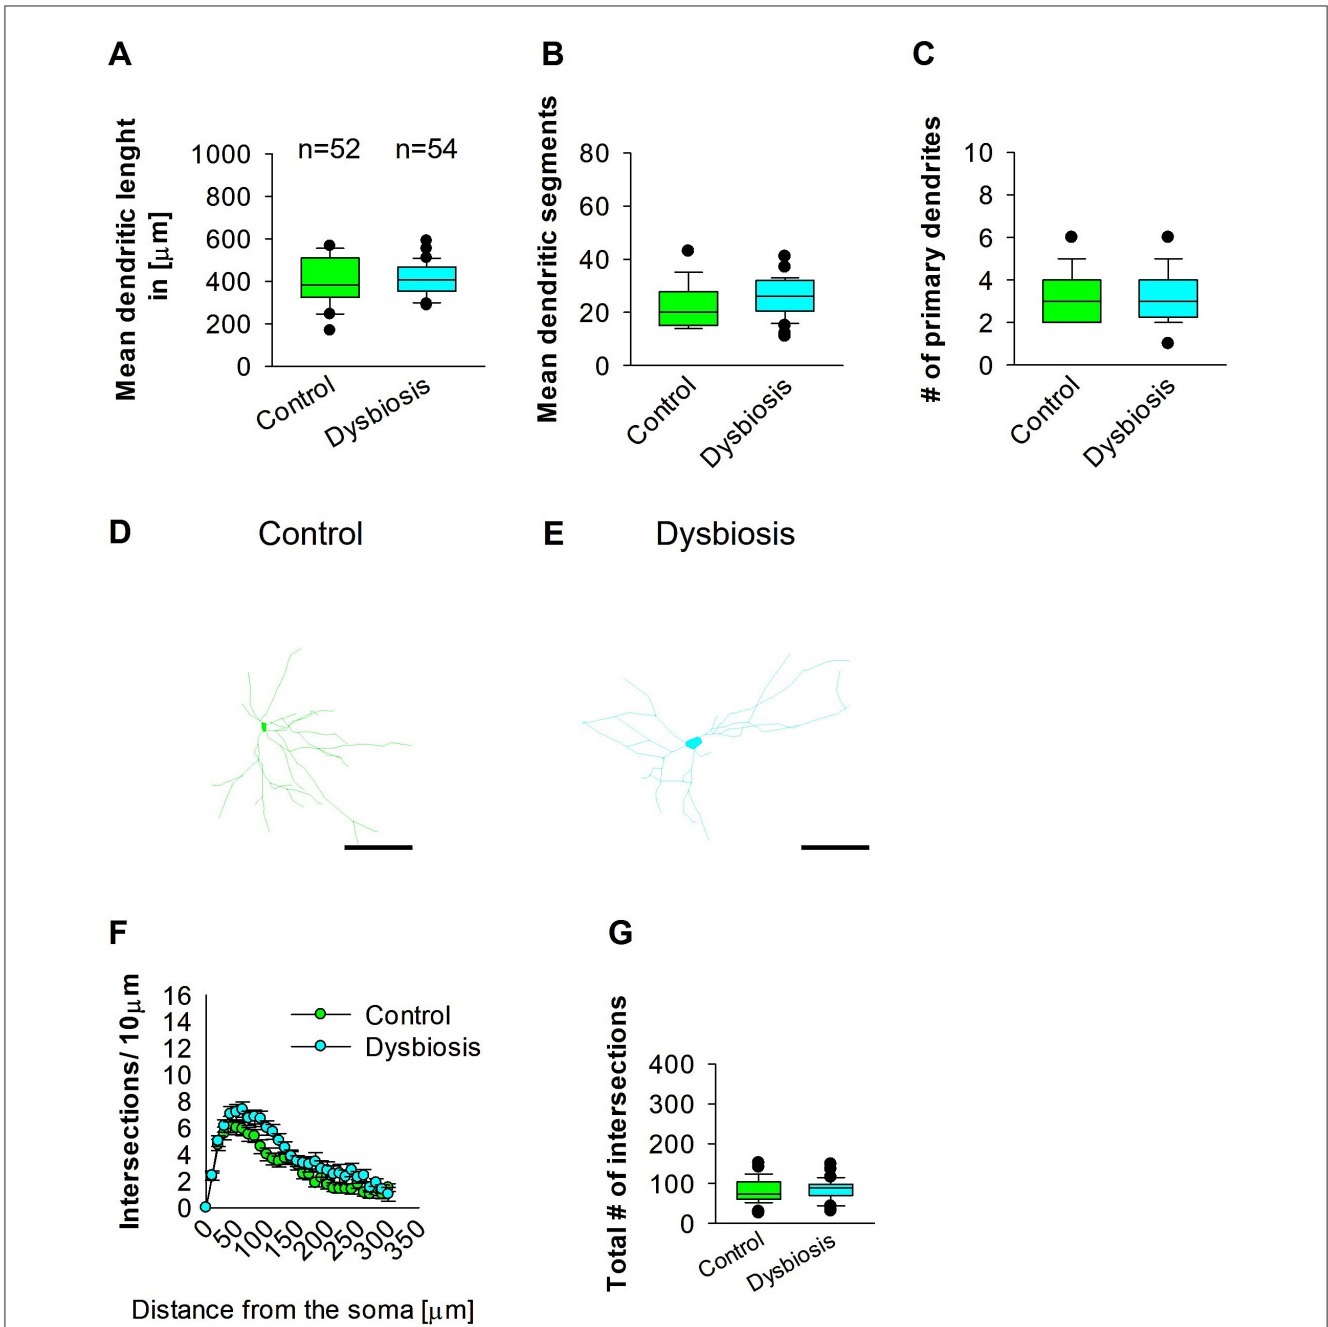 A
Mean dendritic lenght
in [μm]
1000
800
600
400
200
0
n=52
n=54
Control
Dysbiosis
B
Mean dendritic segments
80
60
40
20
0
Control
Dysbiosis
C
# of primary dendrites
10
8
6
4
2
0
Control
Dysbiosis
D
Control
E
Dysbiosis
F
Intersections/ 10μm
16
14
12
10
8
6
4
2
0
Control
Dysbiosis
0
50
100
150
200
250
300
350
Distance from the soma [μm]
G
Total # of intersections
400
300
200
100
0
Control
Dysbiosis